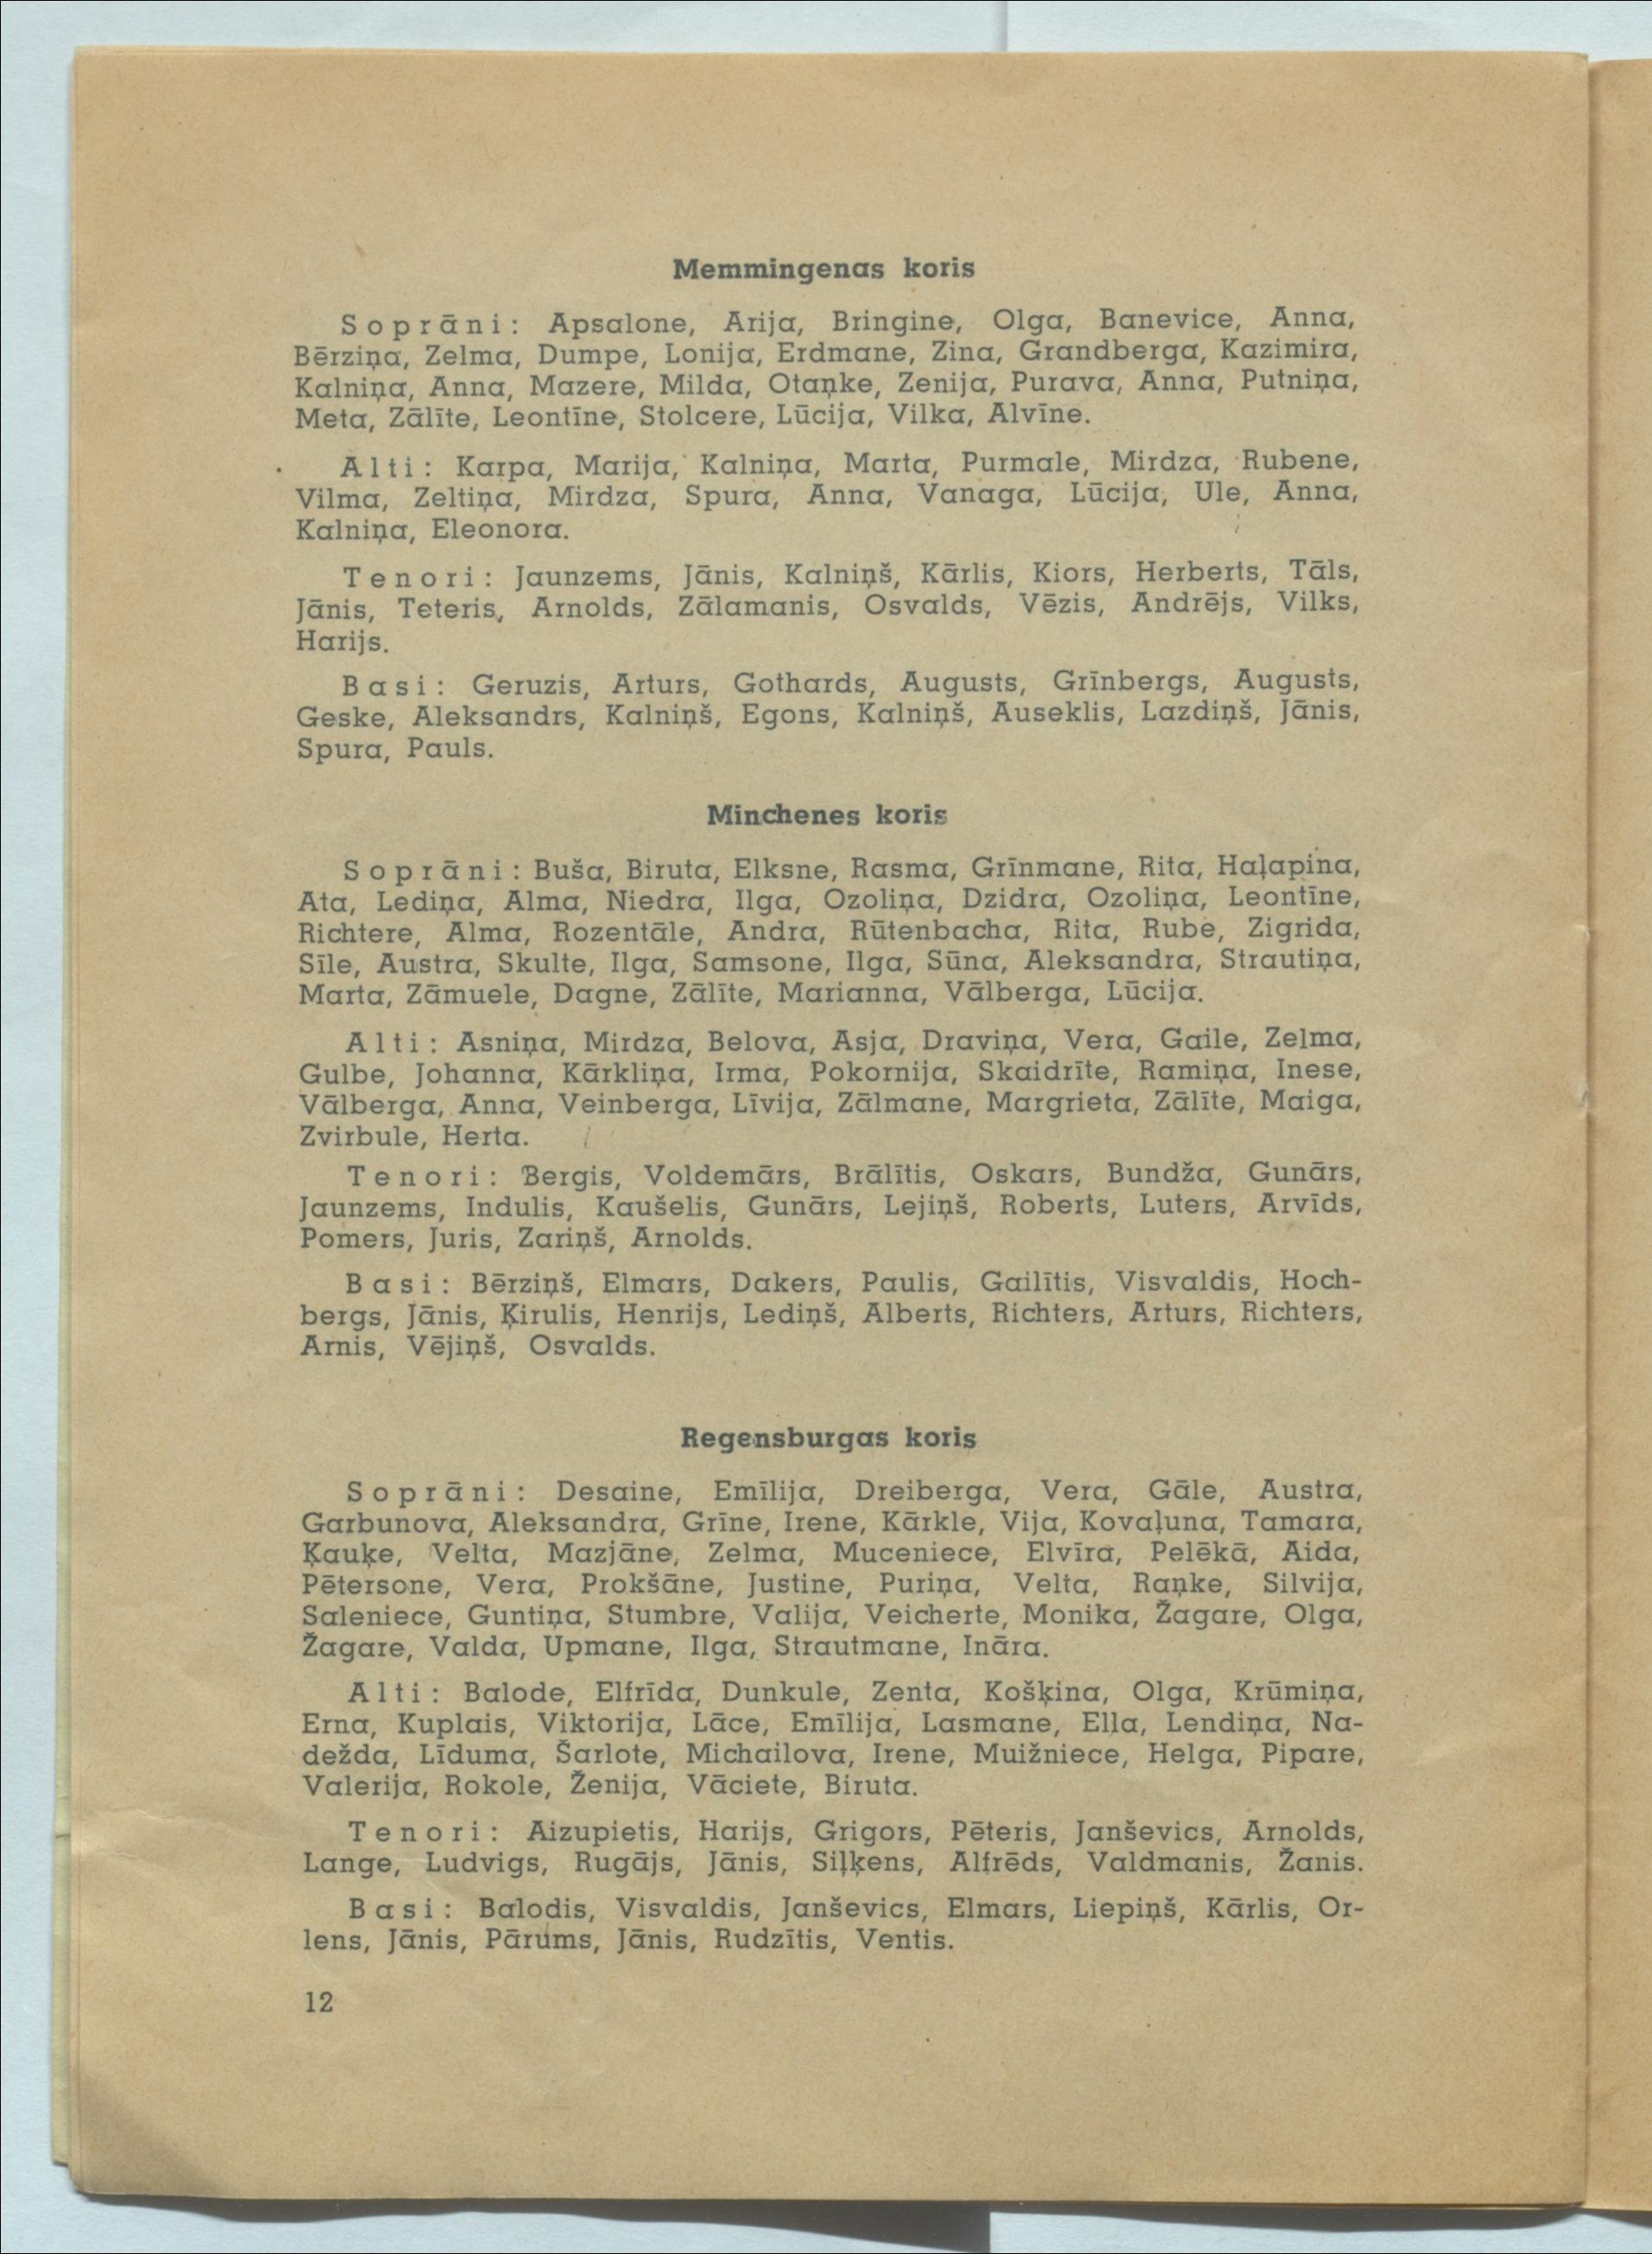 Memmingenas koris
Soprāni: Apsalone, Arija, Bringine, Olga, Banevice, Anna,
Bērziņa, Zelma, Dumpe, Lonija, Erdmane, Zina, Grandberga, Kazimira,
Kalniņa, Anna, Mazere, Milda, Otaņke, Zenija, Purava, Anna, Putniņa,
Meta, Zālīte, Leontīne, Stolcere, Lūcija, Vilka, Alvīne.
Alti: Karpa, Marija, Kalniņa, Marta, Purmale, Mirdza, Rubene,
Vilma, Zeltiņa, Mirdza, Spura, Anna, Vanaga, Lūcija, Ule, Anna,
Kalniņa, Eleonora.
Tenori: Jaunzems, Jānis, Kalniņš, Kārlis, Kiors, Herberts, Tāls,
Jānis, Teteris, Arnolds, Zālamanis, Osvalds, Vēzis, Andrējs, Vilks,
Harijs.
Basi: Geruzis, Arturs, Gothards, Augusts, Grīnbergs, Augusts,
Geske, Aleksandrs, Kalniņš, Egons, Kalniņš, Auseklis, Lazdiņš, Jānis,
Spura, Pauls.
Minchenes koris
Soprāni: Buša, Biruta, Elksne, Rasma, Grīnmane, Rita, Haļapina,
Ata, Lediņa, Alma, Niedra, Ilga, Ozoliņa, Dzidra, Ozoliņa, Leontīne,
Richtere, Alma, Rozentāle, Andra, Rūtenbacha, Rita, Rube, Zigrida,
Sīle, Austra, Skulte, Ilga, Samsone, Ilga, Sūna, Aleksandra, Strautiņa,
Marta, Zāmuele, Dagne, Zālīte, Marianna, Vālberga, Lūcija.
Alti: Asniņa, Mirdza, Belova, Asja, Draviņa, Vera, Gaile, Zelma,
Gulbe, Johanna, Kārkliņa, Irma, Pokornija, Skaidrīte, Ramiņa, Inese,
Vālberga, Anna, Veinberga, Līvija, Zālmane, Margrieta, Zālīte, Maiga,
Zvirbule, Herta.
Tenori: Bergis, Voldemārs, Brālītis, Oskars, Bundža, Gunārs,
Jaunzems, Indulis, Kaušelis, Gunārs, Lejiņš, Roberts, Luters, Arvīds,
Pomers, Juris, Zariņš, Arnolds.
Basi: Bērziņš, Elmars, Dakers, Paulis, Gailītis, Visvaldis, Hoch-
bergs, Jānis, Ķirulis, Henrijs, Lediņš, Alberts, Richters, Arturs, Richters,
Arnis, Vējiņš, Osvalds.
Regensburgas koris
Soprāni: Desaine, Emīlija, Dreiberga, Vera, Gāle, Austra,
Garbunova, Aleksandra, Grīne, Irene, Kārkle, Vija, Kovaļuna, Tamara,
Ķauķe, Velta, Mazjāne, Zelma, Muceniece, Elvīra, Pelēkā, Aida,
Pētersone, Vera, Prokšāne, Justine, Puriņa, Velta, Raņke, Silvija,
Saleniece, Guntiņa, Stumbre, Valija, Veicherte, Monika, Žagare, Olga,
Žagare, Valda, Upmane, Ilga, Strautmane, Ināra.
Alti: Balode, Elfrīda, Dunkule, Zenta, Košķina, Olga, Krūmiņa,
Erna, Kuplais, Viktorija, Lāce, Emīlija, Lasmane, Eļļa, Lendiņa, Na-
dežda, Līduma, Šarlote, Michailova, Irene, Muižniece, Helga, Pipare,
Valerija, Rokole, Ženija, Vāciete, Biruta.
Tenori: Aizupietis, Harijs, Grigors, Pēteris, Janševics, Arnolds,
Lange, Ludvigs, Rugājs, Jānis, Siļķens, Alfrēds, Valdmanis, Žanis.
Basi: Balodis, Visvaldis, Janševics, Elmars, Liepiņš, Kārlis, Or-
lens, Jānis, Pārums, Jānis, Rudzītis, Ventis.
12